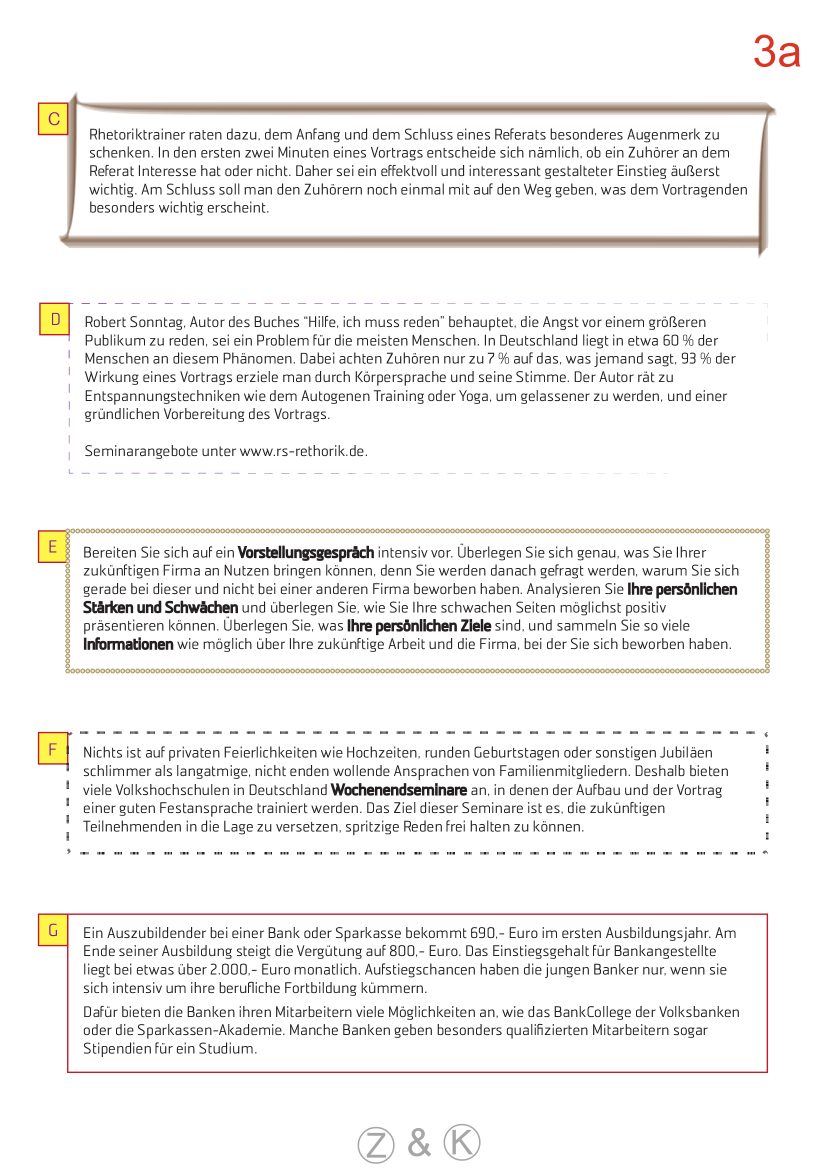 3a
C
Rhetoriktrainer raten dazu, dem Anfang und dem Schluss eines Referats besonderes Augenmerk zu
schenken. In den ersten zwei Minuten eines Vortrags entscheide sich nämlich, ob ein Zuhörer an dem
Referat Interesse hat oder nicht. Daher sei ein effektvoll und interessant gestalteter Einstieg äußerst
wichtig. Am Schluss soll man den Zuhörern noch einmal mit auf den Weg geben, was dem Vortragenden
besonders wichtig erscheint.
D
Robert Sonntag, Autor des Buches “Hilfe, ich muss reden” behauptet, die Angst vor einem größeren
Publikum zu reden, sei ein Problem für die meisten Menschen. In Deutschland liegt in etwa 60 % der
Menschen an diesem Phänomen. Dabei achten Zuhören nur zu 7 % auf das, was jemand sagt, 93 % der
Wirkung eines Vortrags erziele man durch Körpersprache und seine Stimme. Der Autor rät zu
Entspannungstechniken wie dem Autogenen Training oder Yoga, um gelassener zu werden, und einer
gründlichen Vorbereitung des Vortrags.
Seminarangebote unter www.rs-rethorik.de.
E
Bereiten Sie sich auf ein Vorstellungsgespräch intensiv vor. Überlegen Sie sich genau, was Sie Ihrer
zukünftigen Firma an Nutzen bringen können, denn Sie werden danach gefragt werden, warum Sie sich
gerade bei dieser und nicht bei einer anderen Firma beworben haben. Analysieren Sie Ihre persönlichen
Stärken und Schwächen und überlegen Sie, wie Sie Ihre schwachen Seiten möglichst positiv
präsentieren können. Überlegen Sie, was Ihre persönlichen Ziele sind, und sammeln Sie so viele
Informationen wie möglich über Ihre zukünftige Arbeit und die Firma, bei der Sie sich beworben haben.
F
Nichts ist auf privaten Feierlichkeiten wie Hochzeiten, runden Geburtstagen oder sonstigen Jubiläen
schlimmer als langatmige, nicht enden wollende Ansprachen von Familienmitgliedern. Deshalb bieten
viele Volkshochschulen in Deutschland Wochenendseminare an, in denen der Aufbau und der Vortrag
einer guten Festansprache trainiert werden. Das Ziel dieser Seminare ist es, die zukünftigen
Teilnehmenden in die Lage zu versetzen, spritzige Reden frei halten zu können.
G
Ein Auszubildender bei einer Bank oder Sparkasse bekommt 690,- Euro im ersten Ausbildungsjahr. Am
Ende seiner Ausbildung steigt die Vergütung auf 800,- Euro. Das Einstiegsgehalt für Bankangestellte
liegt bei etwas über 2.000,- Euro monatlich. Aufstiegschancen haben die jungen Banker nur, wenn sie
sich intensiv um ihre berufliche Fortbildung kümmern.
Dafür bieten die Banken ihren Mitarbeitern viele Möglichkeiten an, wie das BankCollege der Volksbanken
oder die Sparkassen-Akademie. Manche Banken geben besonders qualifizierten Mitarbeitern sogar
Stipendien für ein Studium.
Z & K